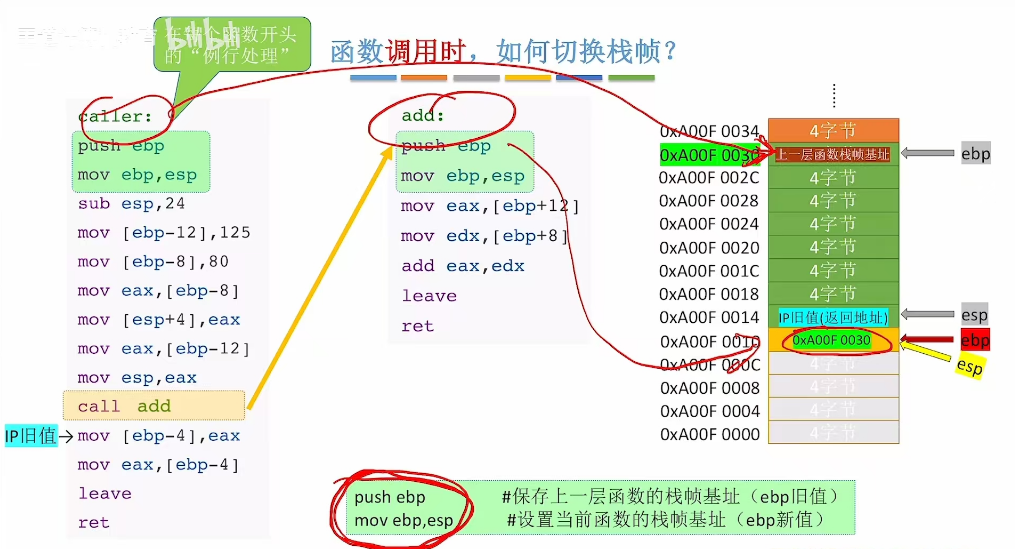 在每个函数开头
的“例行处理”
bilibili
函数调用时，如何切换栈帧？
caller:
push ebp
mov ebp,esp
sub esp,24
mov [ebp-12],125
mov [ebp-8],80
mov eax,[ebp-8]
mov [esp+4],eax
mov eax,[ebp-12]
mov esp,eax
call add
IP旧值
mov [ebp-4],eax
mov eax,[ebp-4]
leave
ret
add:
push ebp
mov ebp,esp
mov eax,[ebp+12]
mov edx,[ebp+8]
add eax,edx
leave
ret
0xA00F 0034 4字节
0xA00F 0030 上一层函数栈帧基址 ebp
0xA00F 002C 4字节
0xA00F 0028 4字节
0xA00F 0024 4字节
0xA00F 0020 4字节
0xA00F 001C 4字节
0xA00F 0018 4字节
0xA00F 0014 IP旧值(返回地址) esp
0xA00F 0010 0xA00F 0030 ebp
esp
0xA00F 000C 4字节
0xA00F 0008 4字节
0xA00F 0004 4字节
0xA00F 0000 4字节
push ebp #保存上一层函数的栈帧基址（ebp旧值）
mov ebp,esp #设置当前函数的栈帧基址（ebp新值）